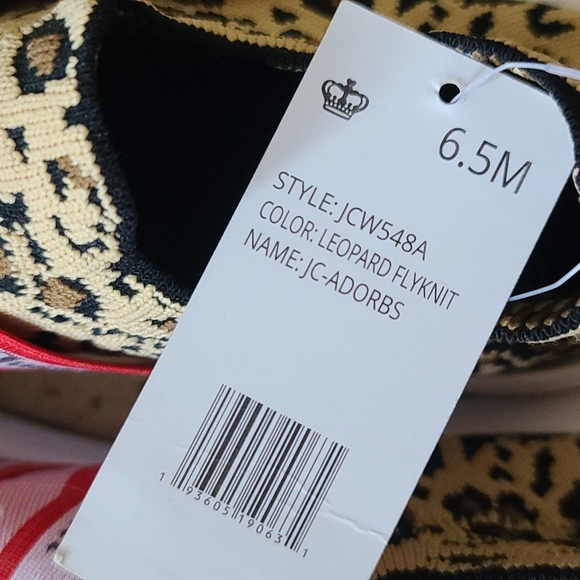 6.5M
STYLE: JCW548A
COLOR: LEOPARD FLYKNIT
NAME: JC-ADORBS
1 93605 19063 1